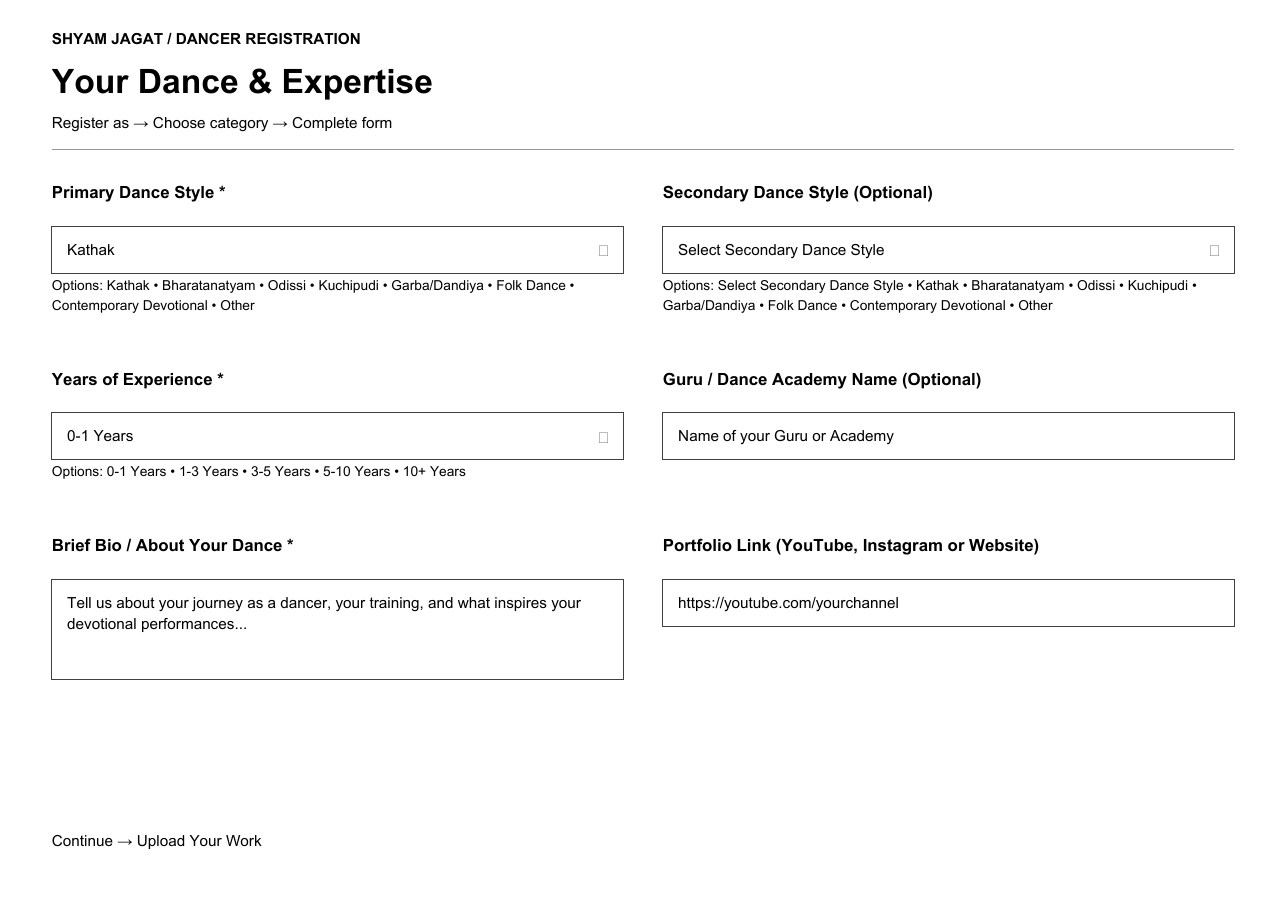 SHYAM JAGAT / DANCER REGISTRATION
Your Dance & Expertise
Register as → Choose category → Complete form
Primary Dance Style *
Kathak
Options: Kathak • Bharatanatyam • Odissi • Kuchipudi • Garba/Dandiya • Folk Dance •
Contemporary Devotional • Other
Secondary Dance Style (Optional)
Select Secondary Dance Style
Options: Select Secondary Dance Style • Kathak • Bharatanatyam • Odissi • Kuchipudi •
Garba/Dandiya • Folk Dance • Contemporary Devotional • Other
Years of Experience *
0-1 Years
Options: 0-1 Years • 1-3 Years • 3-5 Years • 5-10 Years • 10+ Years
Guru / Dance Academy Name (Optional)
Name of your Guru or Academy
Brief Bio / About Your Dance *
Tell us about your journey as a dancer, your training, and what inspires your
devotional performances...
Portfolio Link (YouTube, Instagram or Website)
https://youtube.com/yourchannel
Continue → Upload Your Work